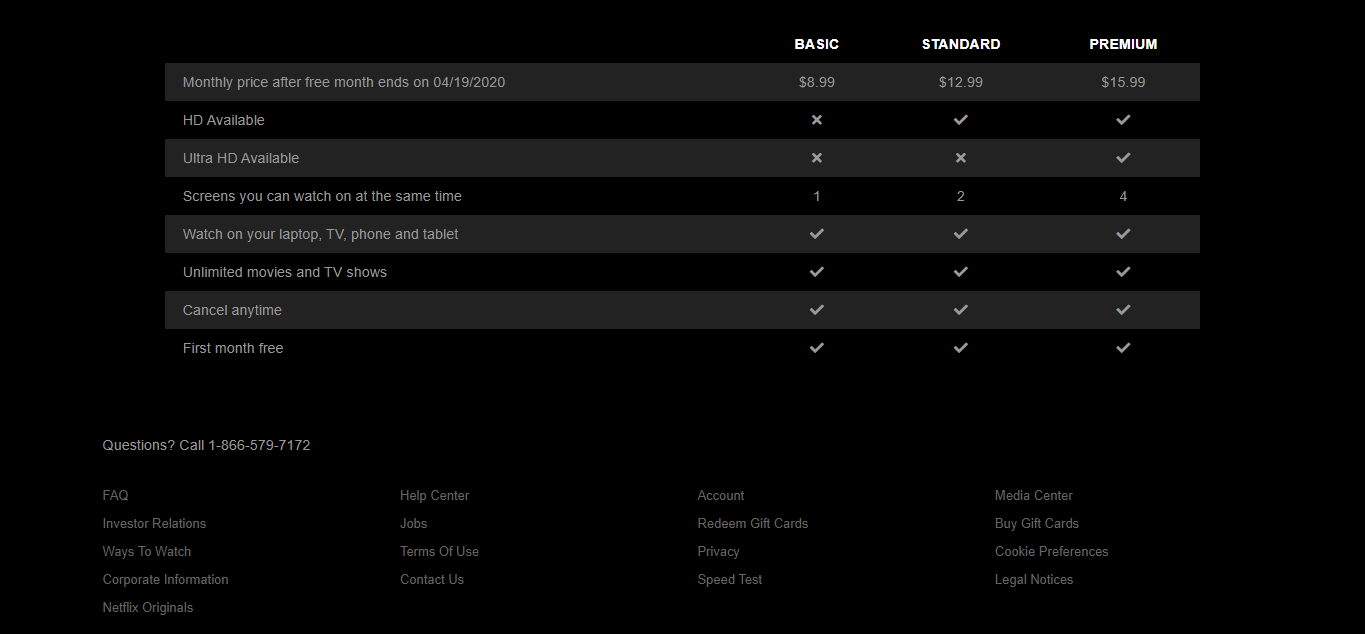 BASIC STANDARD PREMIUM
Monthly price after free month ends on 04/19/2020 $8.99 $12.99 $15.99
HD Available
Ultra HD Available
Screens you can watch on at the same time 1 2 4
Watch on your laptop, TV, phone and tablet
Unlimited movies and TV shows
Cancel anytime
First month free
Questions? Call 1-866-579-7172
FAQ Help Center Account Media Center
Investor Relations Jobs Redeem Gift Cards Buy Gift Cards
Ways To Watch Terms Of Use Privacy Cookie Preferences
Corporate Information Contact Us Speed Test Legal Notices
Netflix Originals